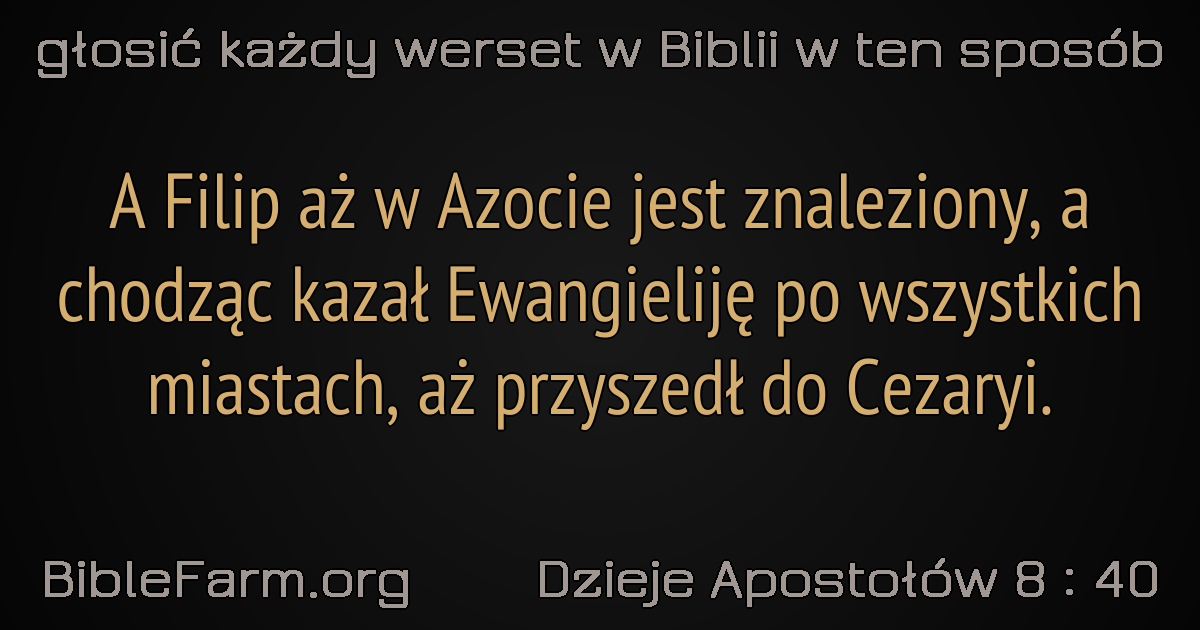 głosić każdy werset w Biblii w ten sposób
A Filip aż w Azocie jest znaleziony, a
chodząc kazał Ewangieliję po wszystkich
miastach, aż przyszedł do Cezaryi.
BibleFarm.org Dzieje Apostołów 8 : 40